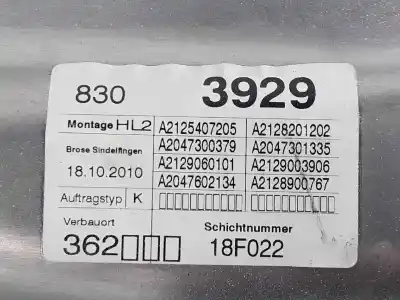 830 3929
Montage HL2 A2125407205 A2128201202
Brose Sindelfingen A2047300379 A2047301335
18.10.2010 A2129060101 A2129003906
A2047602134 A2128900767
Auftragstyp K ▯▯▯▯▯▯▯▯▯▯▯ ▯▯▯▯▯▯▯▯▯▯▯
Verbauort Schichtnummer
362▯▯▯ 18F022